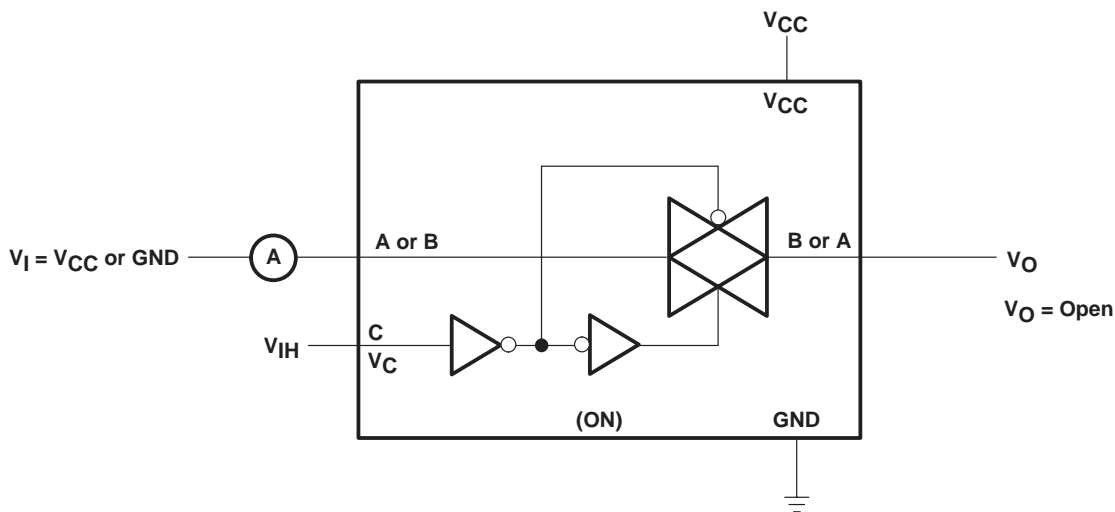 VCC
VCC
A or B
B or A
VI = VCC or GND
A
VO
VO = Open
VIH
C
VC
(ON)
GND